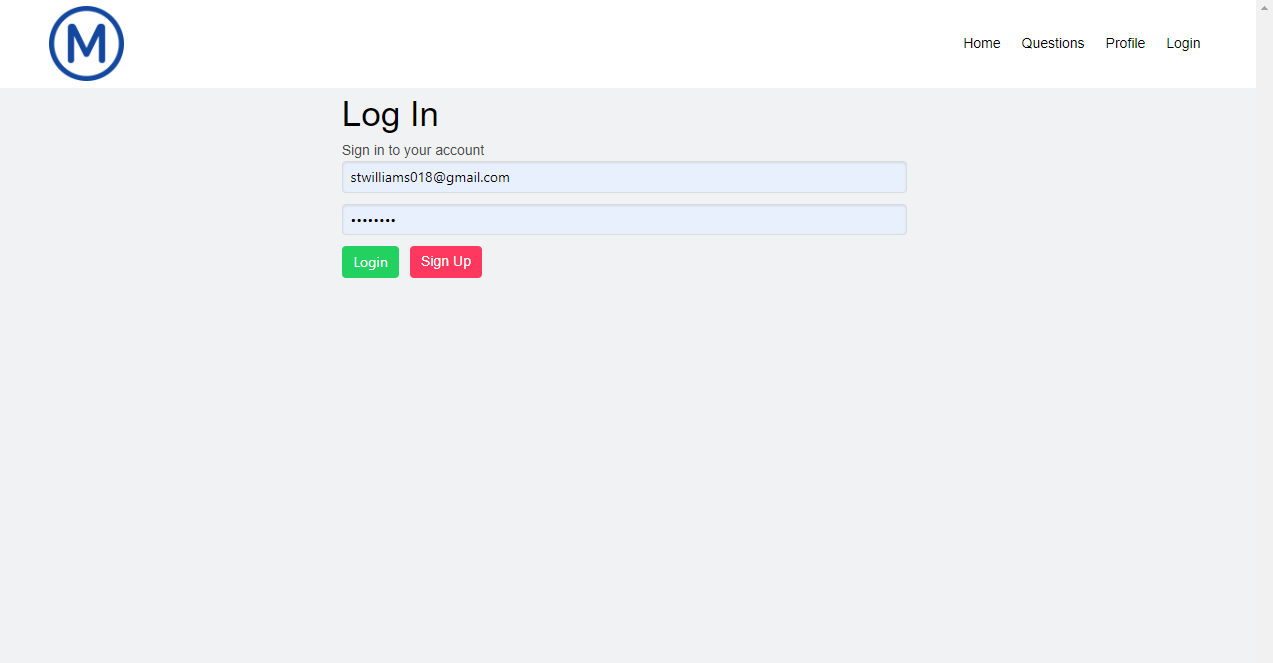 M
Home Questions Profile Login
Log In
Sign in to your account
stwilliams018@gmail.com
••••••••
Login Sign Up